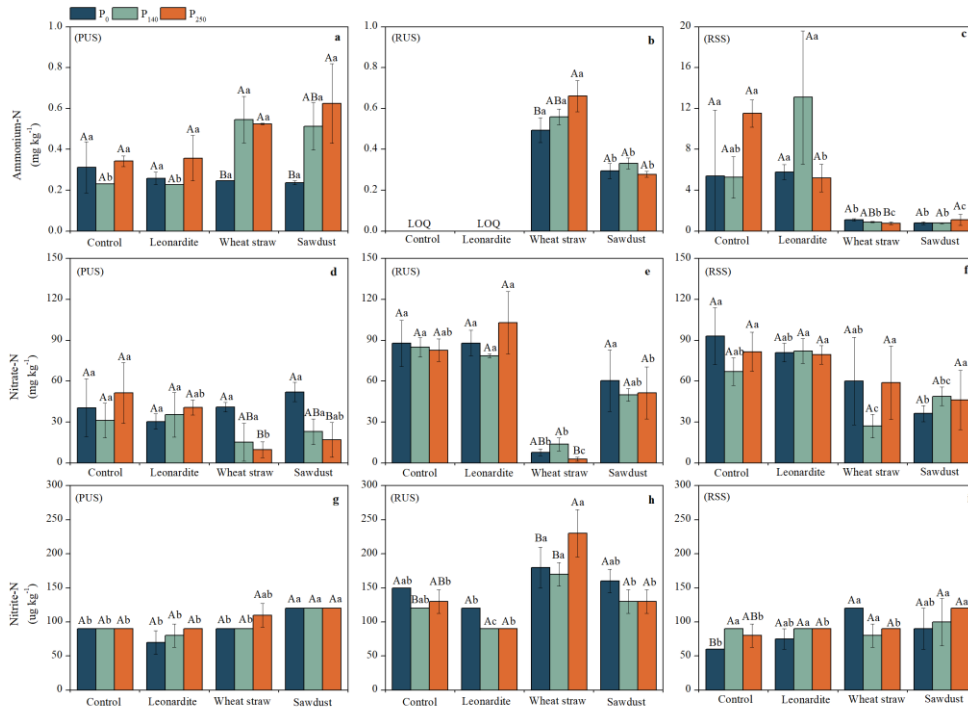 P0 P140 P250
(PUS) a
1.0
0.8
0.6
0.4
0.2
0.0
Ammonium-N
(mg kg-1)
Aa Ab Aa Aa Ab Aa Ba Aa Aa Ba ABa Aa
Control Leonardite Wheat straw Sawdust
(RUS) b
1.0
0.8
0.6
0.4
0.2
0.0
LOQ LOQ Ba ABa Aa Ab Ab Ab
Control Leonardite Wheat straw Sawdust
(RSS) c
20
16
12
8
4
0
Aa Aab Aa Aa Aa Ab Ab ABb Bc Ab Ab Ac
Control Leonardite Wheat straw Sawdust
(PUS) d
150
120
90
60
30
0
Nitrate-N
(mg kg-1)
Aa Aa Aa Aa Aa Aab Aa ABa Bb Aa ABa Bab
Control Leonardite Wheat straw Sawdust
(RUS) e
150
120
90
60
30
0
Aa Aa Aab Aa Aa Aa ABb Ab Bc Aa Aab Ab
Control Leonardite Wheat straw Sawdust
(RSS) f
150
120
90
60
30
0
Aa Aab Aa Aa Aa Aa Aab Ac Aa Ab Abc Aa
Control Leonardite Wheat straw Sawdust
(PUS) g
300
250
200
150
100
50
0
Nitrite-N
(ug kg-1)
Ab Ab Ab Ab Ab Ab Ab Ab Aab Aa Aa Aa
Control Leonardite Wheat straw Sawdust
(RUS) h
300
250
200
150
100
50
0
Aab Bab ABb Ab Ac Ab Ba Ba Aa Aab Ab Ab
Control Leonardite Wheat straw Sawdust
(RSS)
300
250
200
150
100
50
0
Bb Aa ABb Aab Aa Ab Aa Aa Ab Aab Aa Aa
Control Leonardite Wheat straw Sawdust